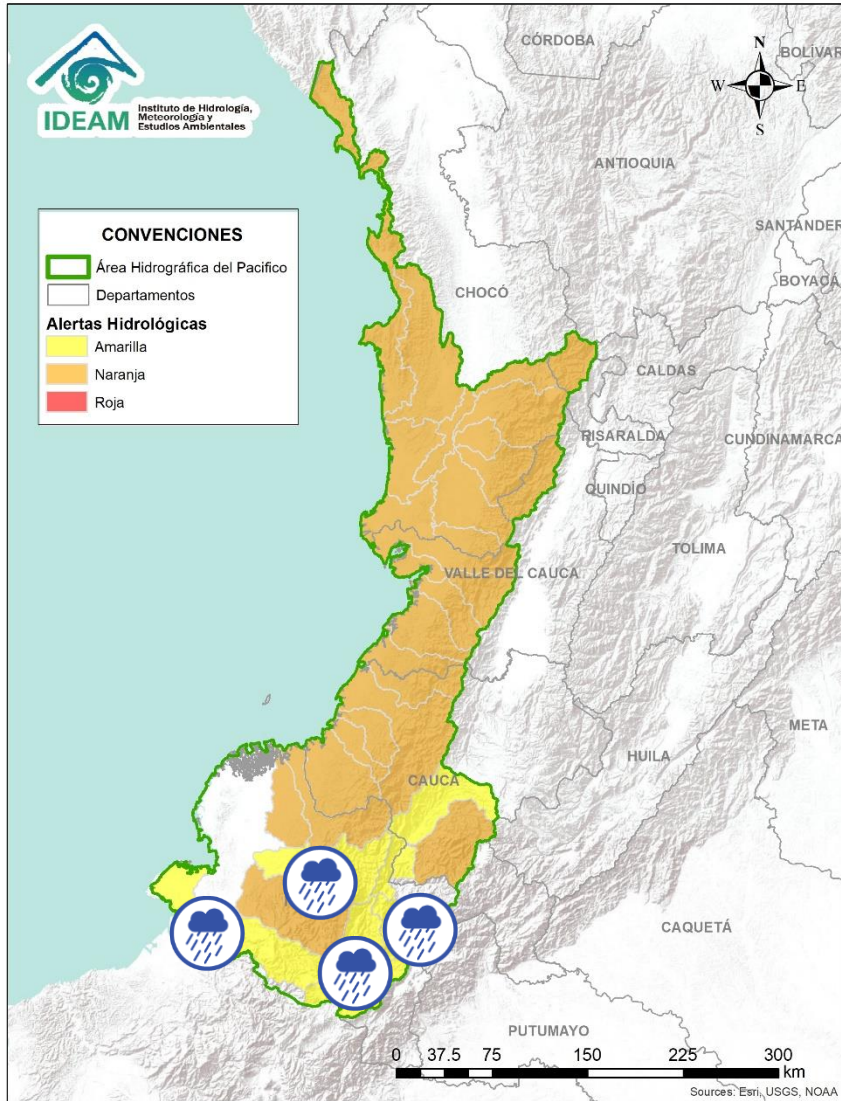 IDEAM
Instituto de Hidrología,
Meteorología y
Estudios Ambientales
CÓRDOBA
BOLÍVAR
N
W
E
S
ANTIOQUIA
SANTANDER
BOYACÁ
CONVENCIONES
Área Hidrográfica del Pacifico
Departamentos
Alertas Hidrológicas
Amarilla
Naranja
Roja
CHOCÓ
CALDAS
RISARALDA
CUNDINAMARCA
QUINDÍO
TOLIMA
VALLE DEL CAUCA
META
HUILA
CAUCA
CAQUETÁ
PUTUMAYO
0 37.5 75 150 225 300
km
Sources: Esri, USGS, NOAA